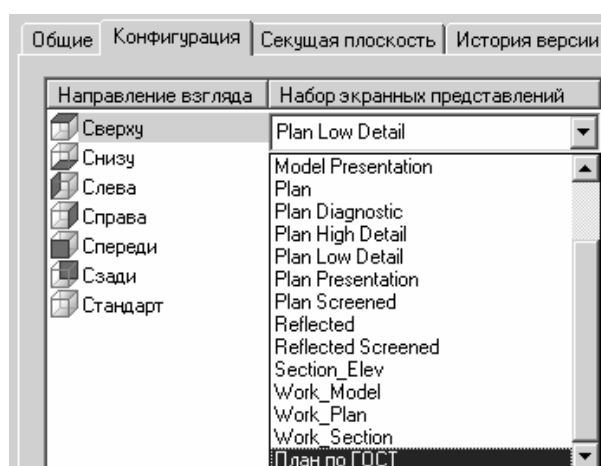 Общие Конфигурация Секущая плоскость История версии
Направление взгляда Набор экранных представлений
Сверху Plan Low Detail
Снизу
Слева
Справа
Спереди
Сзади
Стандарт
Model Presentation
Plan
Plan Diagnostic
Plan High Detail
Plan Low Detail
Plan Presentation
Plan Screened
Reflected
Reflected Screened
Section_Elev
Work_Model
Work_Plan
Work_Section
План по ГОСТ